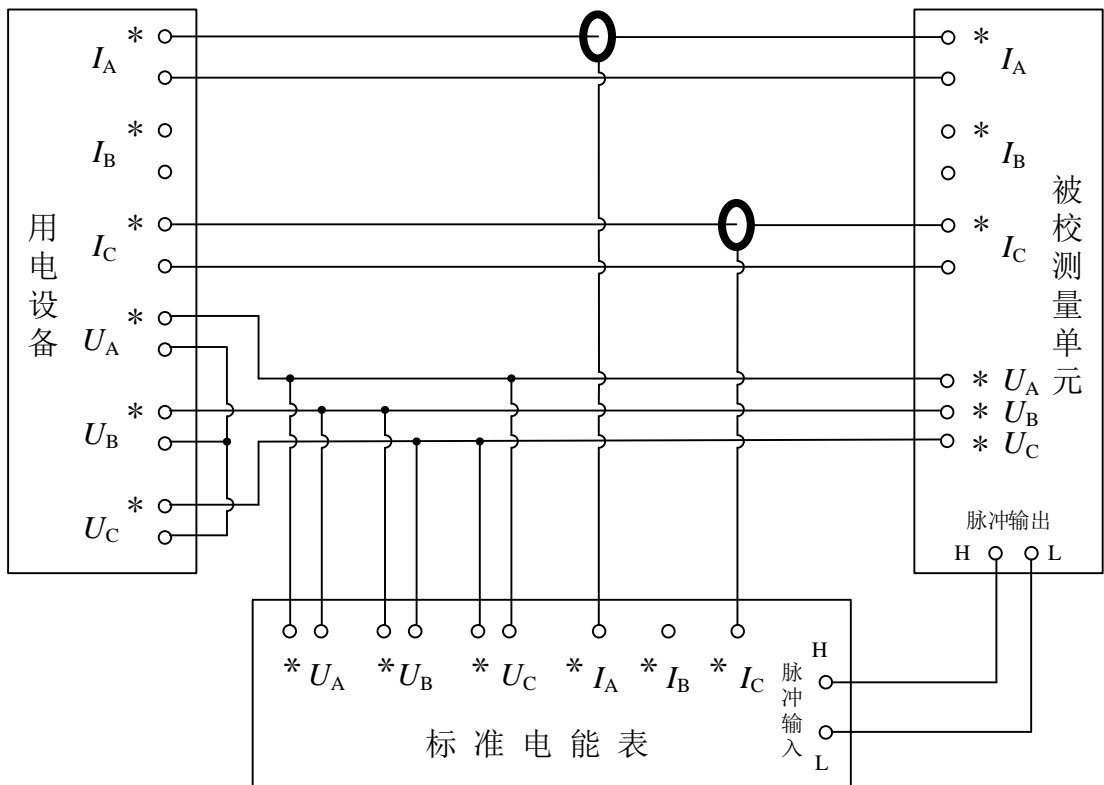 用电设备
* I_A
* I_B
* I_C
* U_A
* U_B
* U_C
* I_A
* I_B
* I_C
被校测量单元
* U_A
* U_B
* U_C
脉冲输出
H L
* U_A * U_B * U_C * I_A * I_B * I_C
H
脉冲输入
L
标准电能表